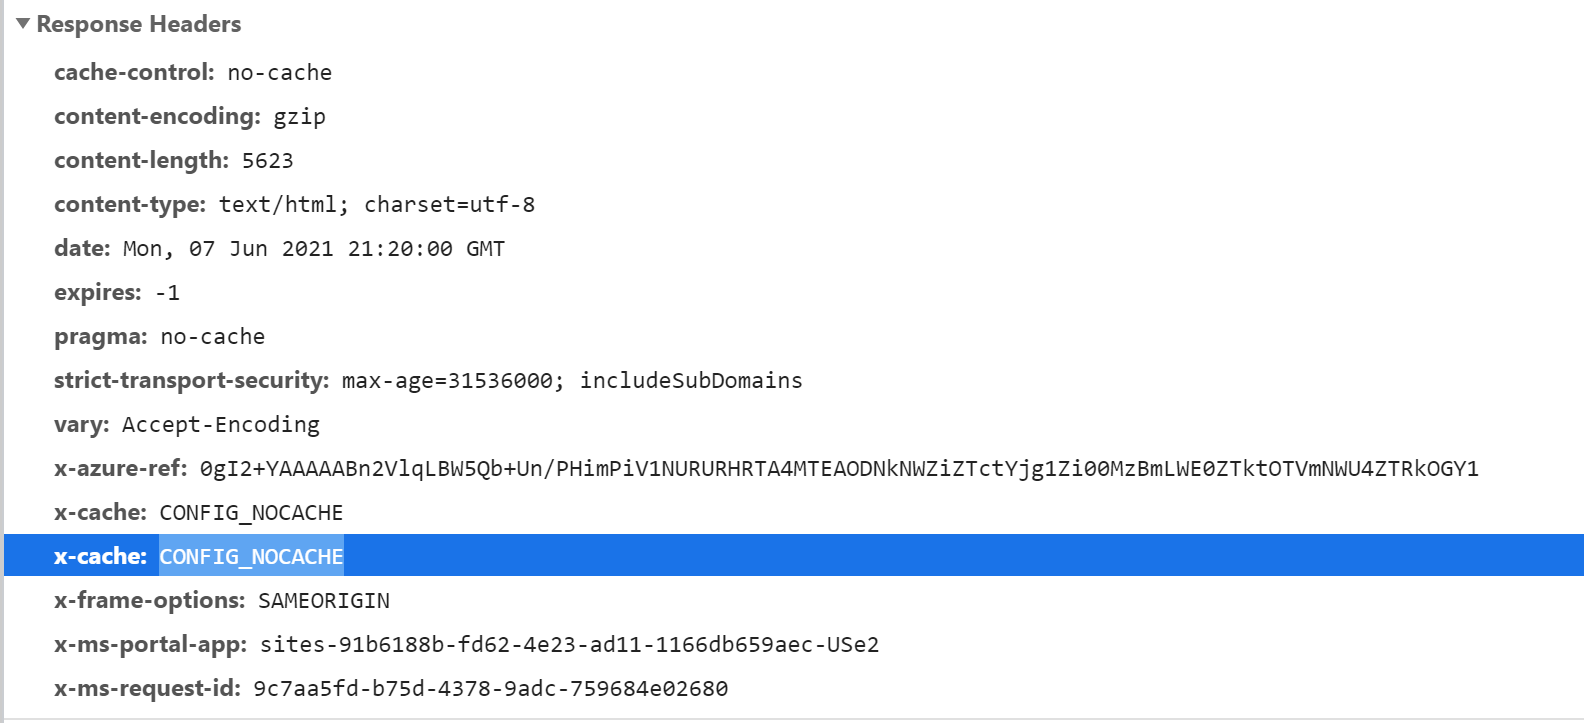 Response Headers
cache-control: no-cache
content-encoding: gzip
content-length: 5623
content-type: text/html; charset=utf-8
date: Mon, 07 Jun 2021 21:20:00 GMT
expires: -1
pragma: no-cache
strict-transport-security: max-age=31536000; includeSubDomains
vary: Accept-Encoding
x-azure-ref: 0gI2+YAAAAABn2VlqLBW5Qb+Un/PHimPiV1NURURHRTA4MTEAODNkNWZiZTctYjg1Zi00MzBmLWE0ZTktOTVmNWU4ZTRkOGY1
x-cache: CONFIG_NOCACHE
x-cache: CONFIG_NOCACHE
x-frame-options: SAMEORIGIN
x-ms-portal-app: sites-91b6188b-fd62-4e23-ad11-1166db659aec-USe2
x-ms-request-id: 9c7aa5fd-b75d-4378-9adc-759684e02680